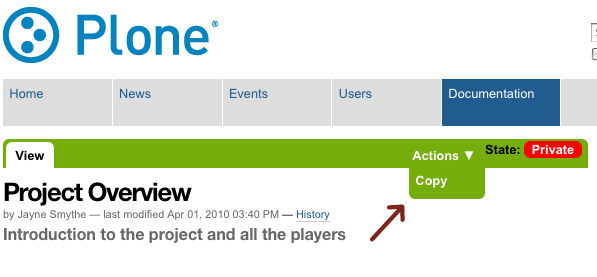 Plone®
Home News Events Users Documentation
View Actions ▼ State: Private
Copy
Project Overview
by Jayne Smythe — last modified Apr 01, 2010 03:40 PM — History
Introduction to the project and all the players